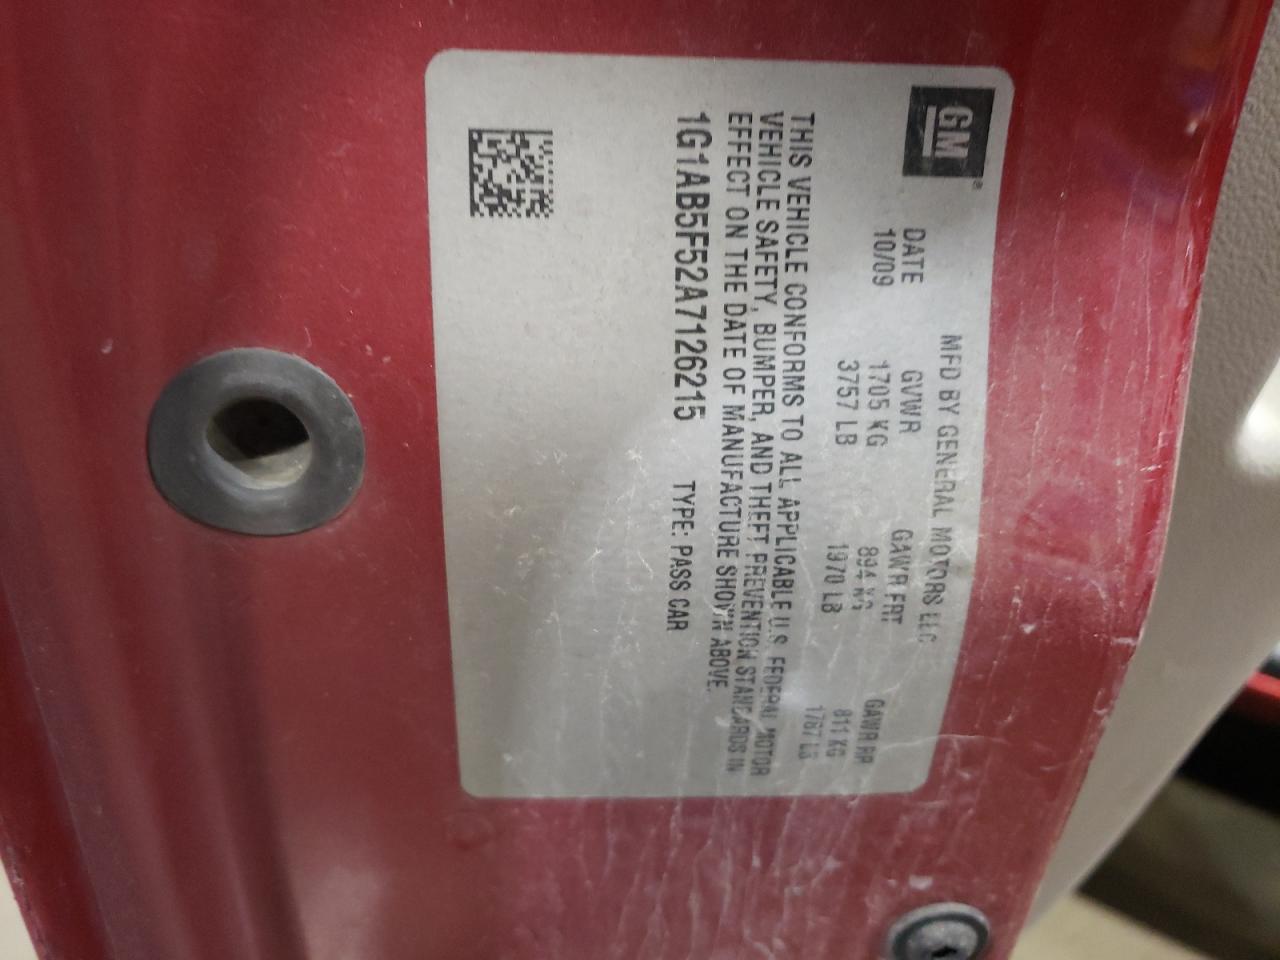 GM
MFD BY GENERAL MOTORS LLC
DATE GVWR GAWR FRT GAWR RR
10/09 1705 KG 894 KG 811 KG
3757 LB 1970 LB 1787 LB
THIS VEHICLE CONFORMS TO ALL APPLICABLE U.S. FEDERAL MOTOR
VEHICLE SAFETY, BUMPER, AND THEFT PREVENTION STANDARDS IN
EFFECT ON THE DATE OF MANUFACTURE SHOWN ABOVE.
1G1AB5F52A7126215 TYPE: PASS CAR